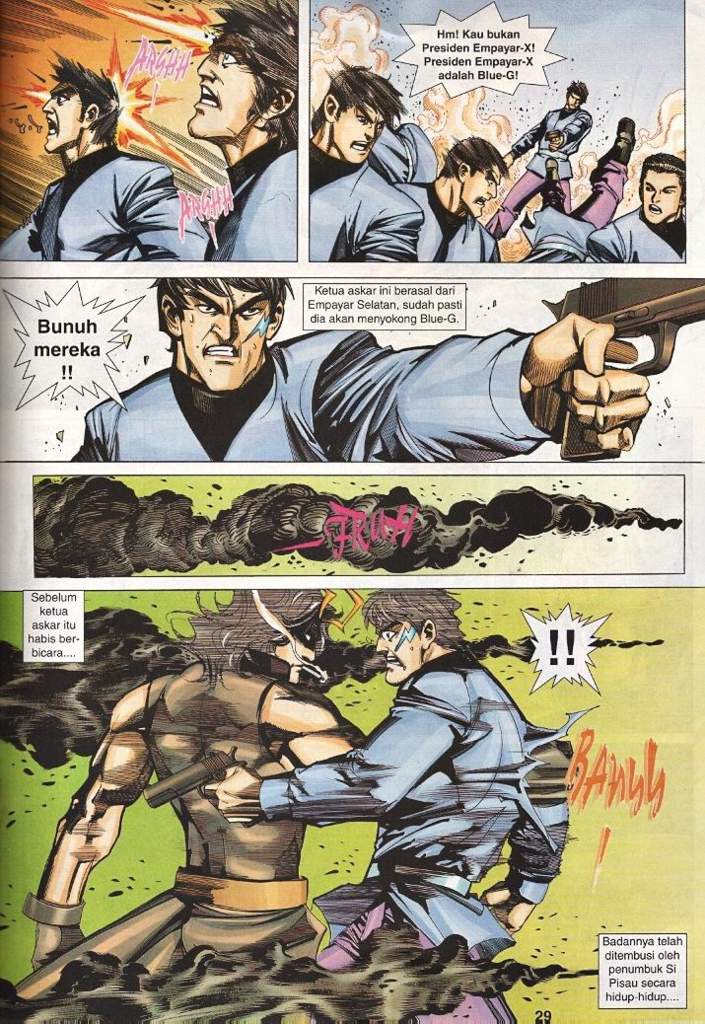 ARGHH
!
ARGHH
!
Hm! Kau bukan
Presiden Empayar-X!
Presiden Empayar-X
adalah Blue-G!
Bunuh
mereka
!!
Ketua askar ini berasal dari
Empayar Selatan, sudah pasti
dia akan menyokong Blue-G.
FRUHH
Sebelum
ketua
askar itu
habis ber-
bicara....
!!
BAHHH
!
Badannya telah
ditembusi oleh
penumbuk Si
Pisau secara
hidup-hidup....
29